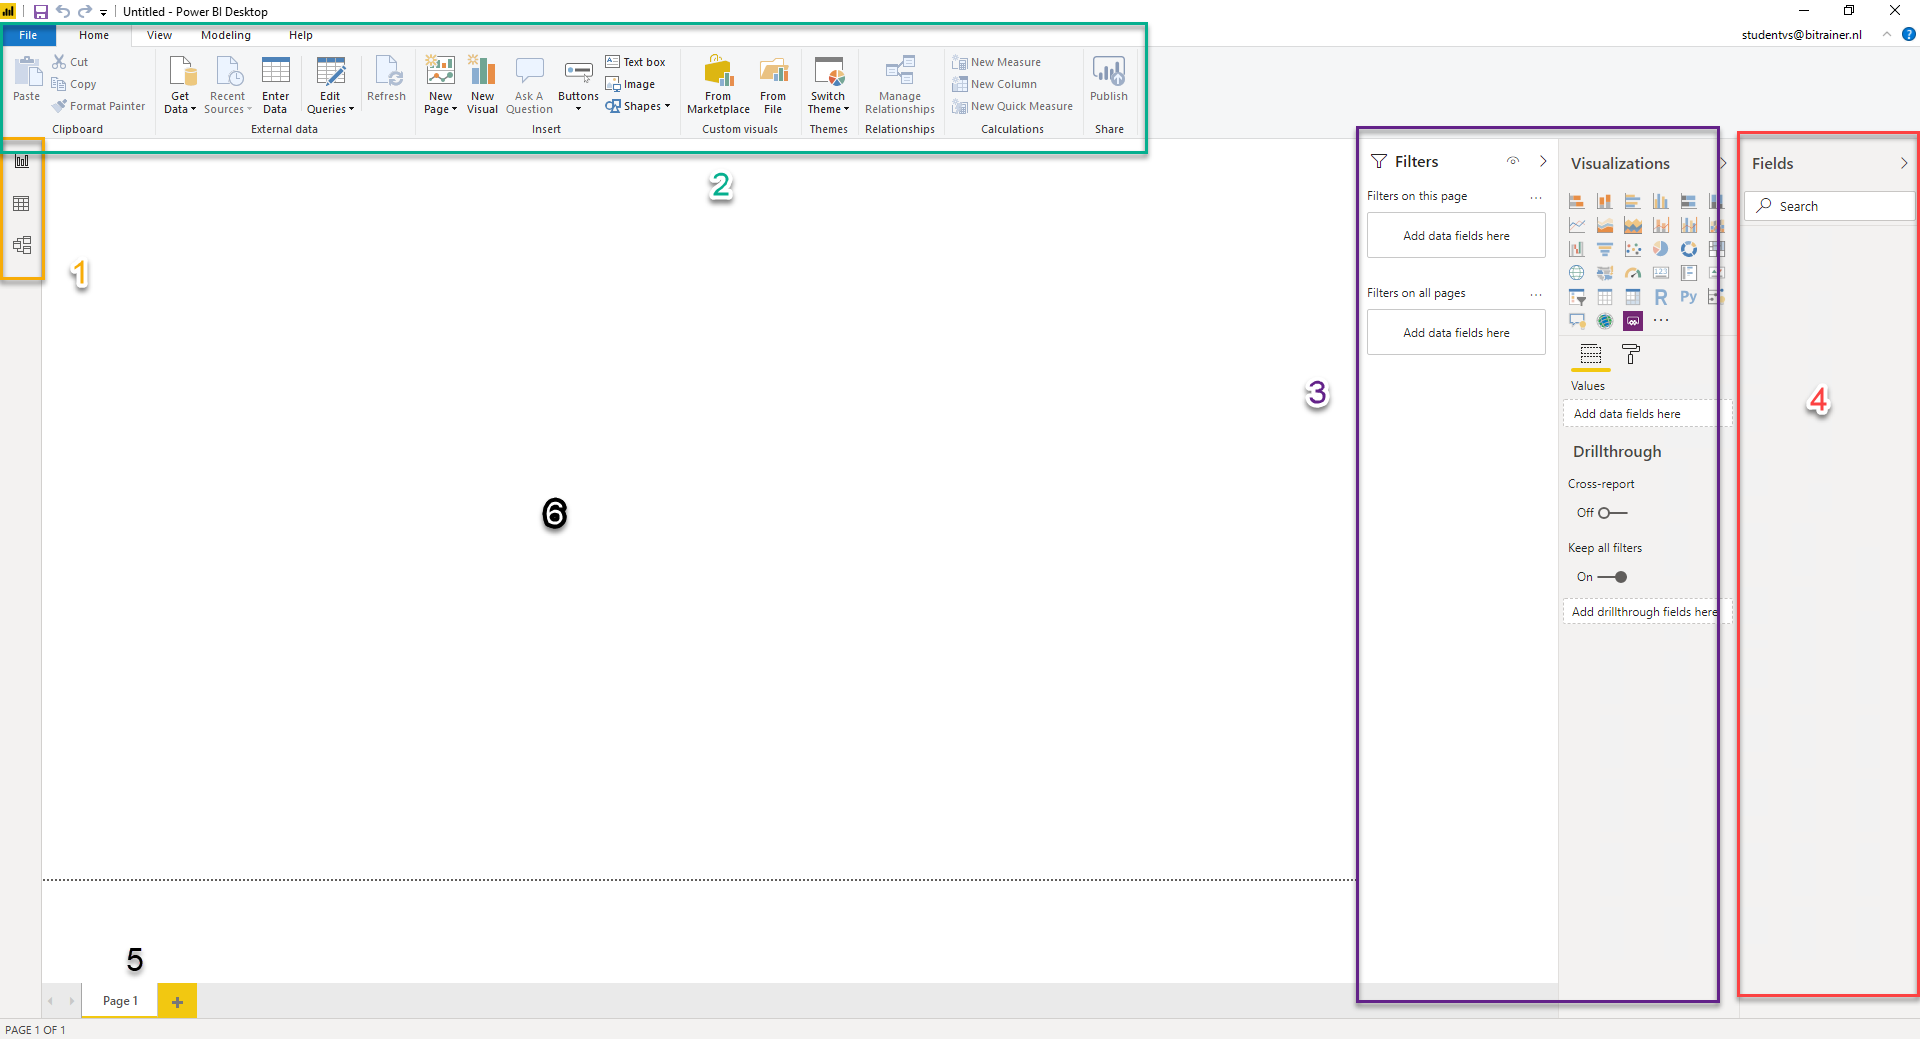 Untitled - Power BI Desktop
File Home View Modeling Help
studentvs@bitrainer.nl ?
Paste
Cut
Copy
Format Painter
Clipboard
Get Data
Recent Sources
Enter Data
Edit Queries
Refresh
External data
New Page
New Visual
Ask A Question
Buttons
Text box
Image
Shapes
Insert
From Marketplace
From File
Custom visuals
Switch Theme
Themes
Manage Relationships
Relationships
New Measure
New Column
New Quick Measure
Calculations
Publish
Share
1
2
3
4
5
6
Filters
Filters on this page ...
Add data fields here
Filters on all pages ...
Add data fields here
Visualizations
123
R Py
...
Values
Add data fields here
Drillthrough
Cross-report
Off
Keep all filters
On
Add drillthrough fields here
Fields
Search
Page 1 +
PAGE 1 OF 1